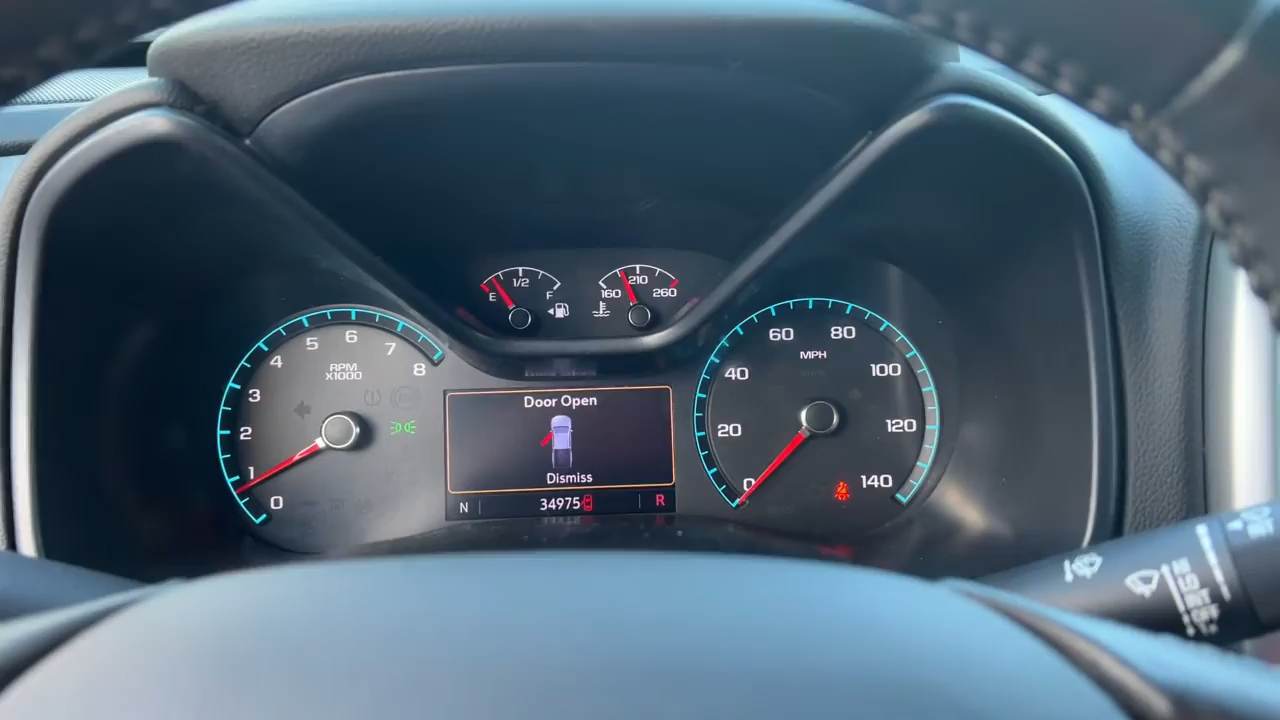 E 1/2 F
160 210 260
RPM
X1000
0 1 2 3 4 5 6 7 8
Door Open
Dismiss
N 34975 R
MPH
0 20 40 60 80 100 120 140